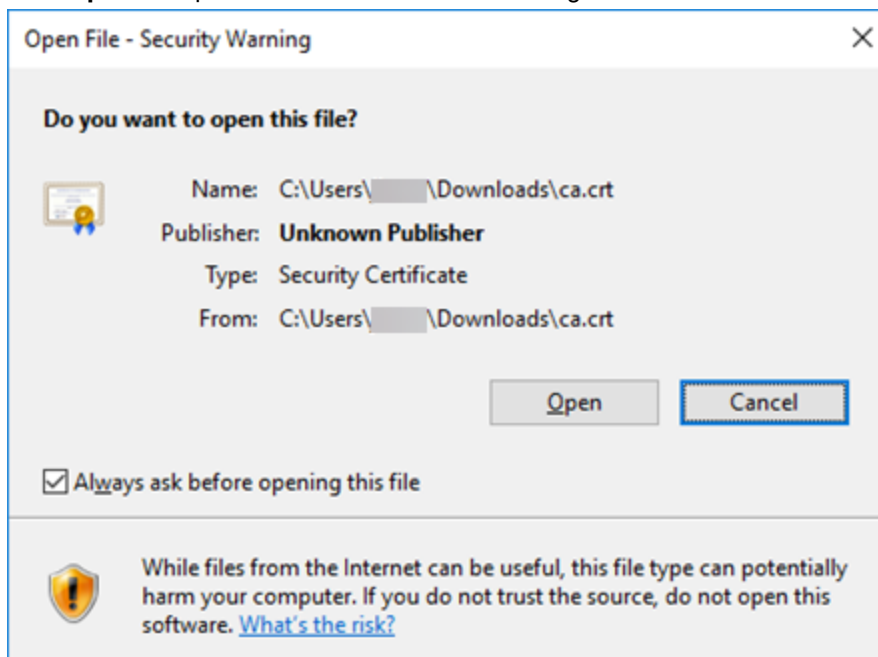 Open File - Security Warning
Do you want to open this file?
Name: C:\Users\ \Downloads\ca.crt
Publisher: Unknown Publisher
Type: Security Certificate
From: C:\Users\ \Downloads\ca.crt
Open Cancel
Always ask before opening this file
While files from the Internet can be useful, this file type can potentially
harm your computer. If you do not trust the source, do not open this
software. What's the risk?